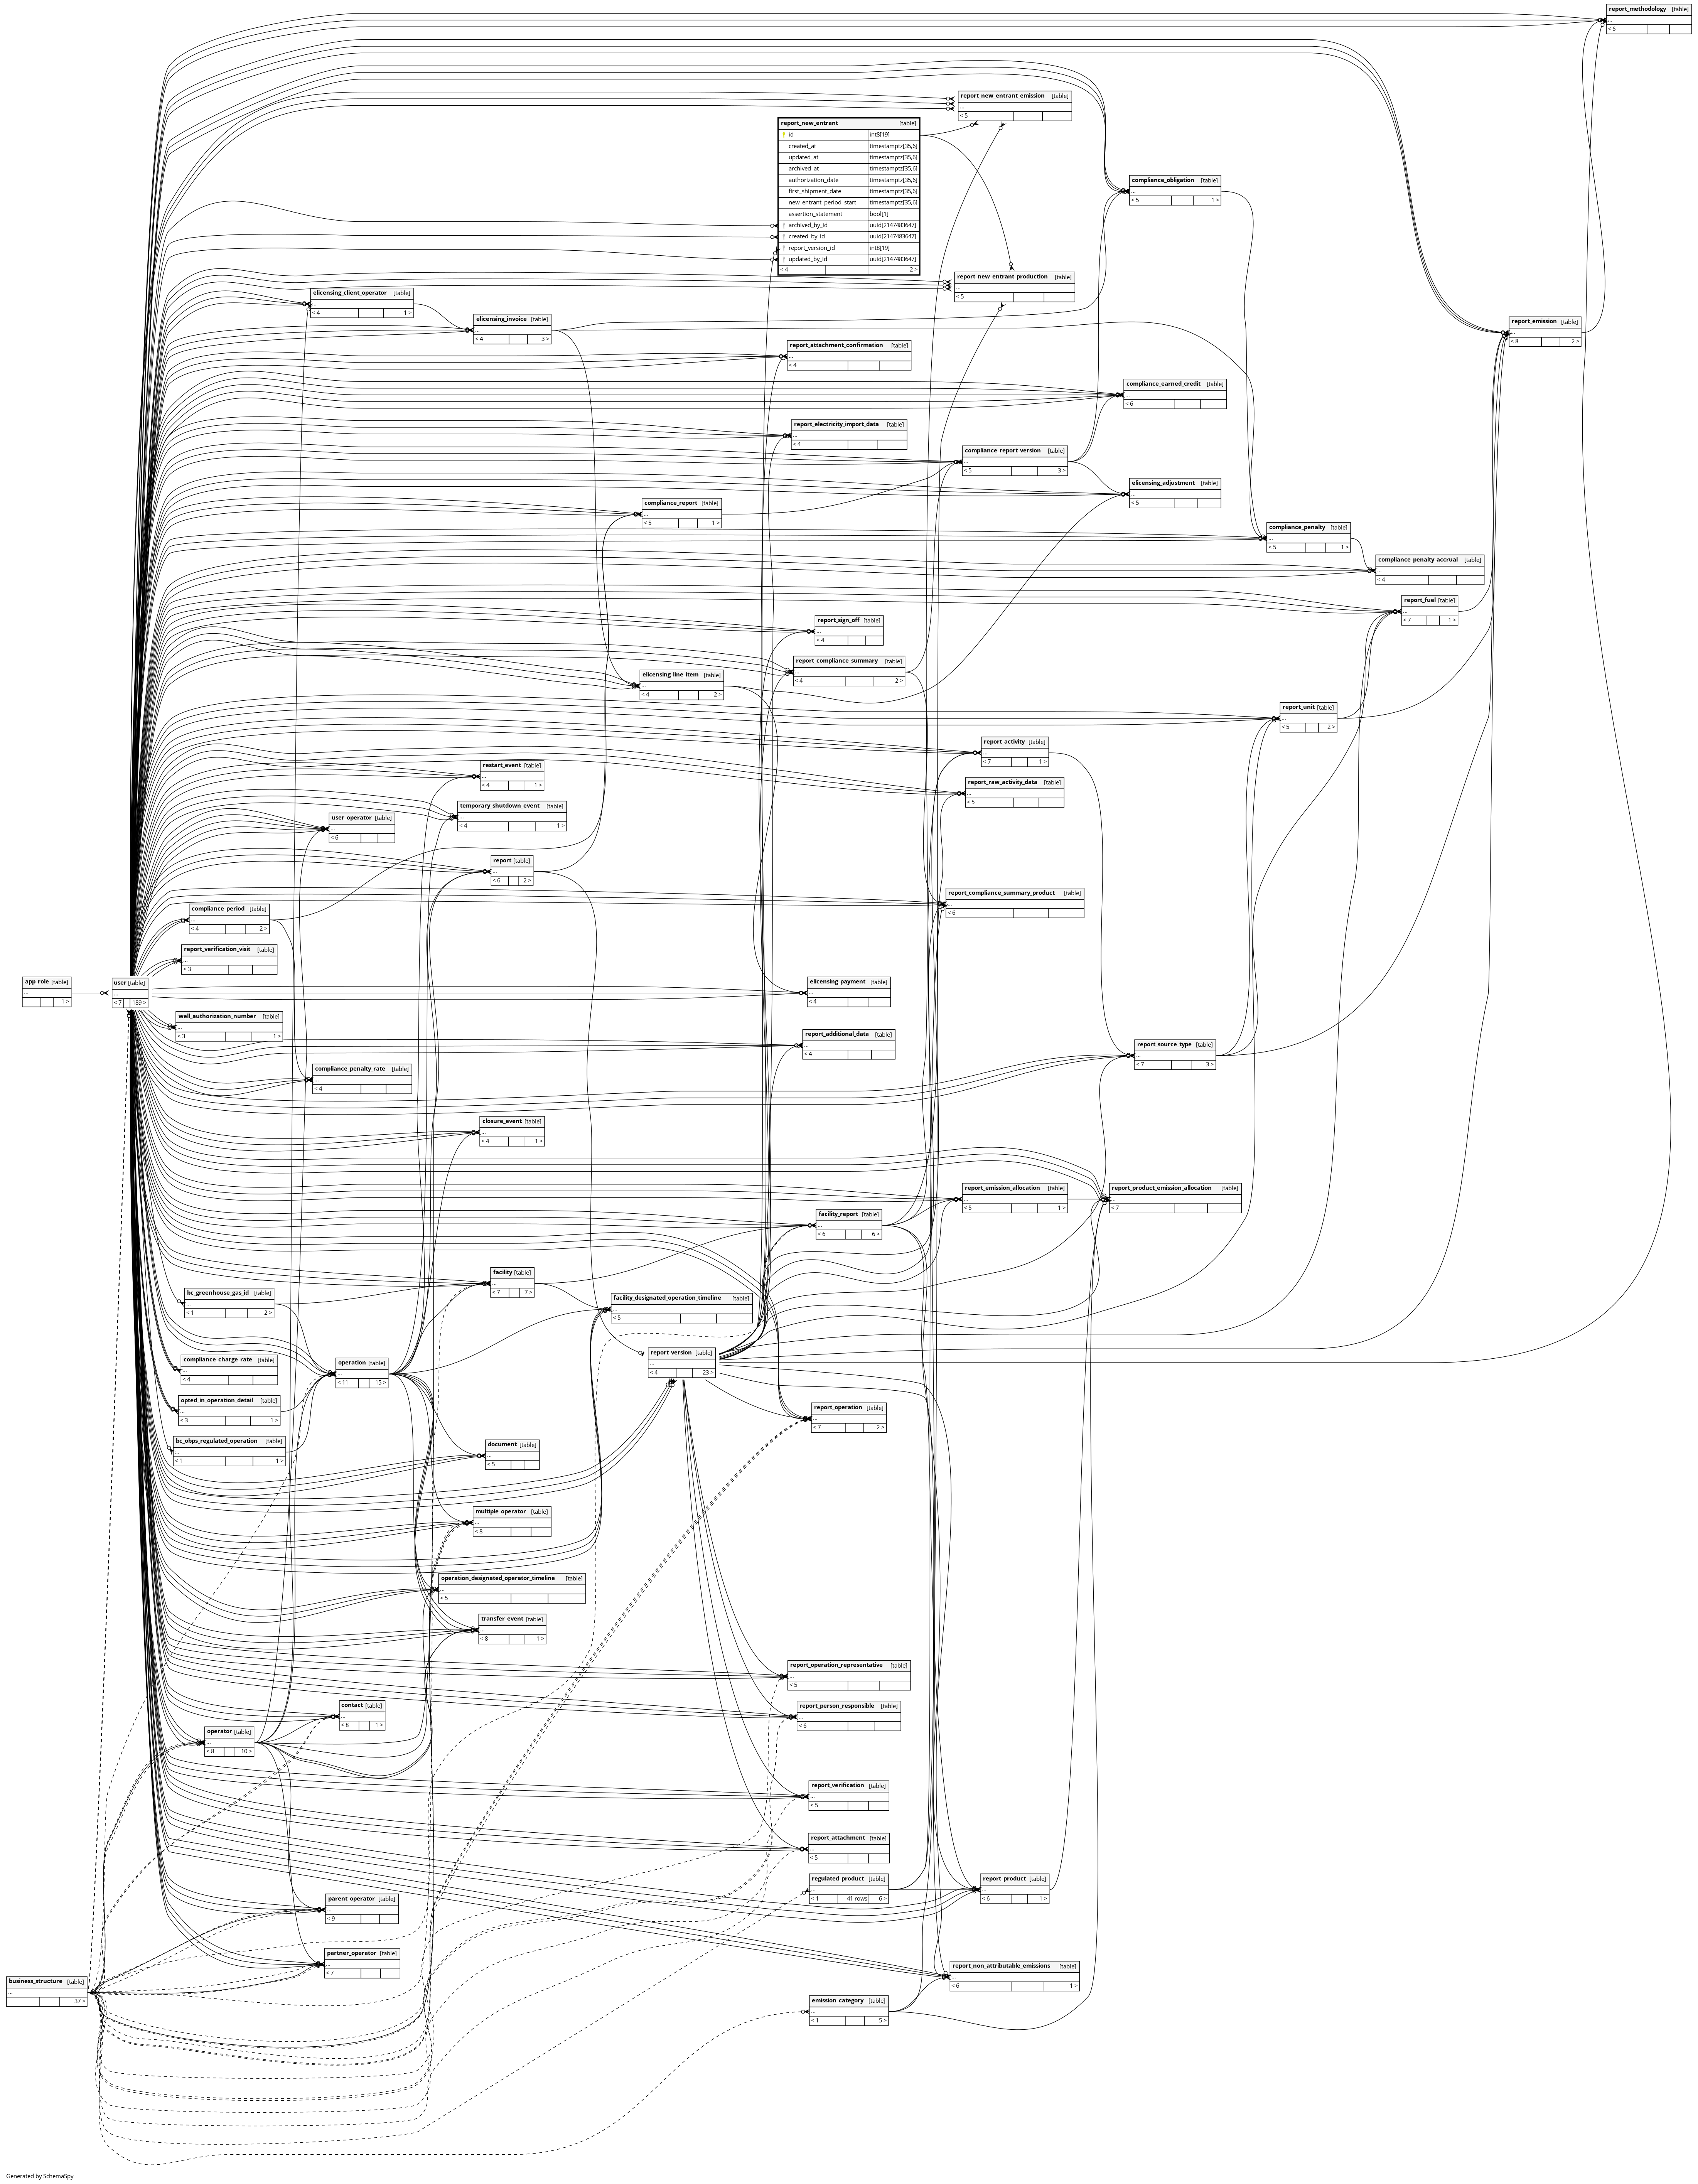 report_methodology [table]
...
< 6
report_new_entrant_emission [table]
...
< 5
report_new_entrant [table]
id int8[19]
created_at timestamptz[35,6]
updated_at timestamptz[35,6]
archived_at timestamptz[35,6]
authorization_date timestamptz[35,6]
first_shipment_date timestamptz[35,6]
new_entrant_period_start timestamptz[35,6]
assertion_statement bool[1]
archived_by_id uuid[2147483647]
created_by_id uuid[2147483647]
report_version_id int8[19]
updated_by_id uuid[2147483647]
< 4 2 >
compliance_obligation [table]
...
< 5 1 >
report_new_entrant_production [table]
...
< 5
elicensing_client_operator [table]
...
< 4 1 >
elicensing_invoice [table]
...
< 4 3 >
report_emission [table]
...
< 8 2 >
report_attachment_confirmation [table]
...
< 4
compliance_earned_credit [table]
...
< 6
report_electricity_import_data [table]
...
< 4
compliance_report_version [table]
...
< 5 3 >
elicensing_adjustment [table]
...
< 5
compliance_report [table]
...
< 5 1 >
compliance_penalty [table]
...
< 5 1 >
compliance_penalty_accrual [table]
...
< 4
report_fuel [table]
...
< 7 1 >
report_sign_off [table]
...
< 4
report_compliance_summary [table]
...
< 4 2 >
elicensing_line_item [table]
...
< 4 2 >
report_unit [table]
...
< 5 2 >
report_activity [table]
...
< 7 1 >
restart_event [table]
...
< 4 1 >
report_raw_activity_data [table]
...
< 5
temporary_shutdown_event [table]
...
< 4 1 >
user_operator [table]
...
< 6
report [table]
...
< 6 2 >
report_compliance_summary_product [table]
...
< 6
compliance_period [table]
...
< 4 2 >
report_verification_visit [table]
...
< 3
app_role [table]
...
1 >
user [table]
...
< 7 189 >
elicensing_payment [table]
...
< 4
well_authorization_number [table]
...
< 3 1 >
report_additional_data [table]
...
< 4
report_source_type [table]
...
< 7 3 >
compliance_penalty_rate [table]
...
< 4
closure_event [table]
...
< 4 1 >
report_emission_allocation [table]
...
< 5 1 >
report_product_emission_allocation [table]
...
< 7
facility_report [table]
...
< 6 6 >
facility [table]
...
< 7 7 >
bc_greenhouse_gas_id [table]
...
< 1 2 >
facility_designated_operation_timeline [table]
...
< 5
report_version [table]
...
< 4 23 >
compliance_charge_rate [table]
...
< 4
operation [table]
...
< 11 15 >
opted_in_operation_detail [table]
...
< 3 1 >
report_operation [table]
...
< 7 2 >
bc_obps_regulated_operation [table]
...
< 1 1 >
document [table]
...
< 5
multiple_operator [table]
...
< 8
operation_designated_operator_timeline [table]
...
< 5
transfer_event [table]
...
< 8 1 >
report_operation_representative [table]
...
< 5
contact [table]
...
< 8 1 >
report_person_responsible [table]
...
< 6
operator [table]
...
< 8 10 >
report_verification [table]
...
< 5
report_attachment [table]
...
< 5
regulated_product [table]
...
< 1 41 rows 6 >
report_product [table]
...
< 6 1 >
parent_operator [table]
...
< 9
partner_operator [table]
...
< 7
report_non_attributable_emissions [table]
...
< 6 1 >
business_structure [table]
...
37 >
emission_category [table]
...
< 1 5 >
Generated by SchemaSpy